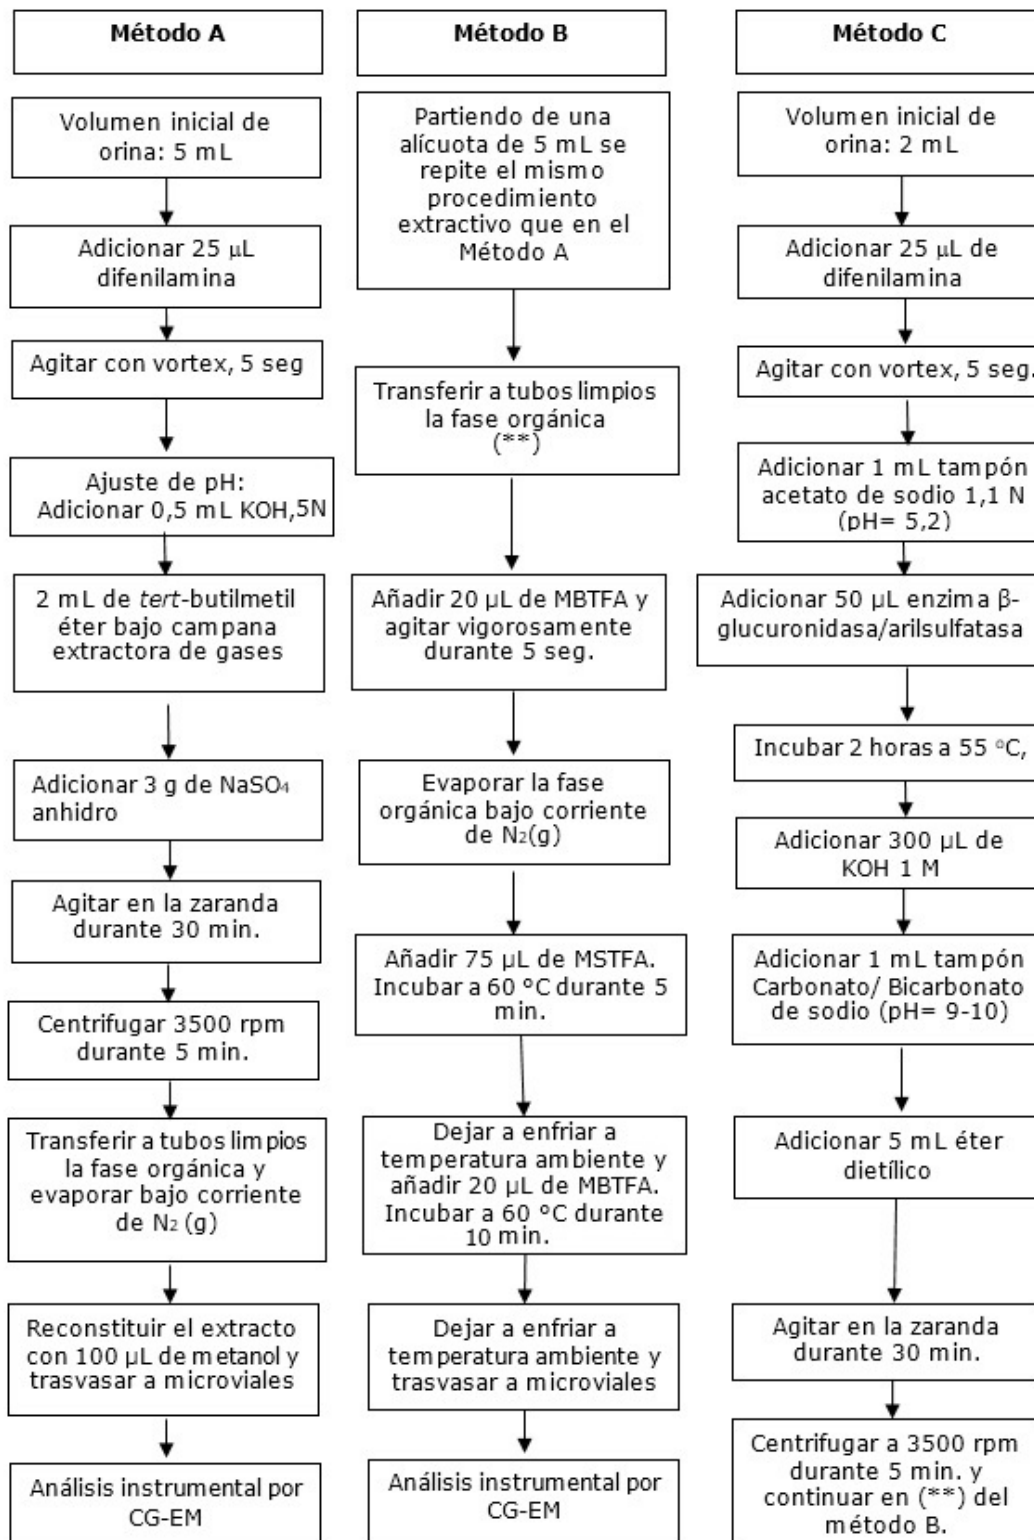 Método A
Volumen inicial de
orina: 5 mL
Adicionar 25 µL
difenilamina
Agitar con vortex, 5 seg
Ajuste de pH:
Adicionar 0,5 mL KOH,5N
2 mL de tert-butilmetil
éter bajo campana
extractora de gases
Adicionar 3 g de NaSO₄
anhidro
Agitar en la zaranda
durante 30 min.
Centrifugar 3500 rpm
durante 5 min.
Transferir a tubos limpios
la fase orgánica y
evaporar bajo corriente
de N₂ (g)
Reconstituir el extracto
con 100 µL de metanol y
trasvasar a microviales
Análisis instrumental por
CG-EM
Método B
Partiendo de una
alícuota de 5 mL se
repite el mismo
procedimiento
extractivo que en el
Método A
Transferir a tubos limpios
la fase orgánica
(**)
Añadir 20 µL de MBTFA y
agitar vigorosamente
durante 5 seg.
Evaporar la fase
orgánica bajo corriente
de N₂(g)
Añadir 75 µL de MSTFA.
Incubar a 60 ºC durante 5
min.
Dejar a enfriar a
temperatura ambiente y
añadir 20 µL de MBTFA.
Incubar a 60 ºC durante
10 min.
Dejar a enfriar a
temperatura ambiente y
trasvasar a microviales
Análisis instrumental por
CG-EM
Método C
Volumen inicial de
orina: 2 mL
Adicionar 25 µL de
difenilamina
Agitar con vortex, 5 seg.
Adicionar 1 mL tampón
acetato de sodio 1,1 N
(pH= 5,2)
Adicionar 50 µL enzima β-
glucuronidasa/arilsulfatasa
Incubar 2 horas a 55 ºC,
Adicionar 300 µL de
KOH 1 M
Adicionar 1 mL tampón
Carbonato/ Bicarbonato
de sodio (pH= 9-10)
Adicionar 5 mL éter
dietílico
Agitar en la zaranda
durante 30 min.
Centrifugar a 3500 rpm
durante 5 min. y
continuar en (**) del
método B.